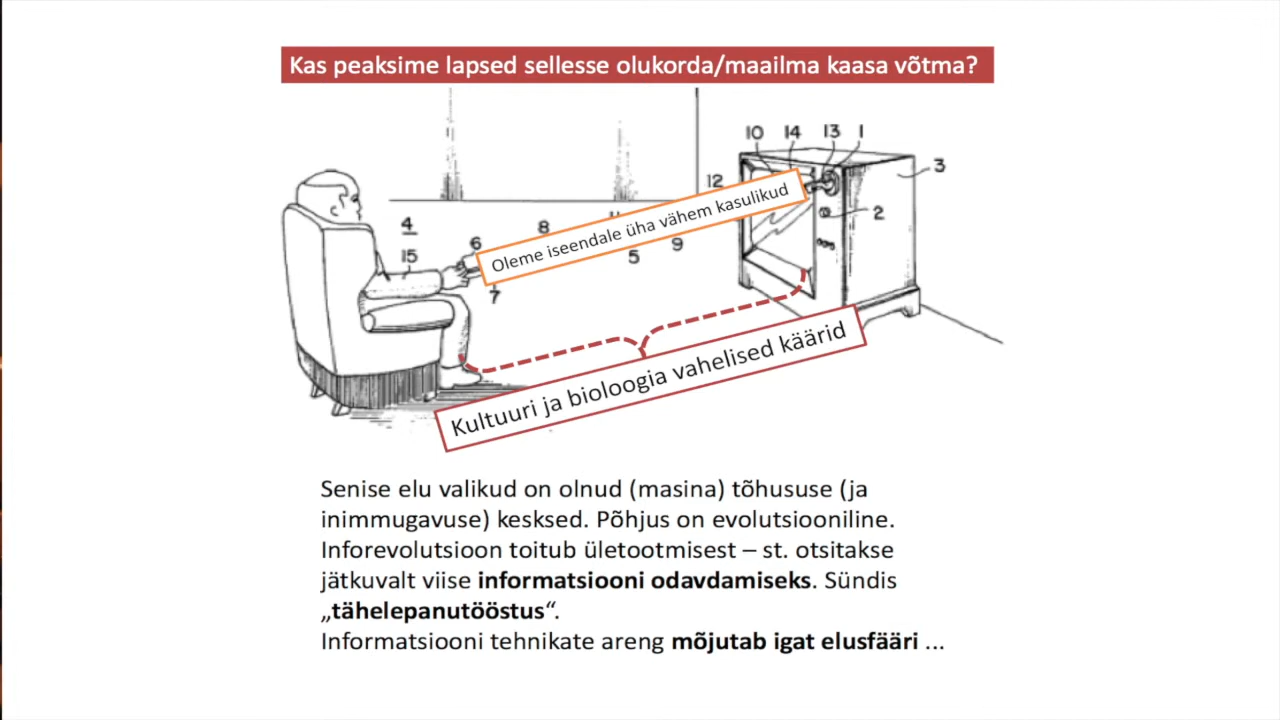 Kas peaksime lapsed sellesse olukorda/maailma kaasa võtma?
10 14 13 1
3
12
2
4
8
6
9
5
15
7
Oleme iseendale üha vähem kasulikud
Kultuuri ja bioloogia vahelised käärid
Senise elu valikud on olnud (masina) tõhususe (ja
inimmugavuse) kesksed. Põhjus on evolutsiooniline.
Inforevolutsioon toitub ületootmisest – st. otsitakse
jätkuvalt viise informatsiooni odavdamiseks. Sündis
„tähelepanutööstus“.
Informatsiooni tehnikate areng mõjutab igat elusfääri ...